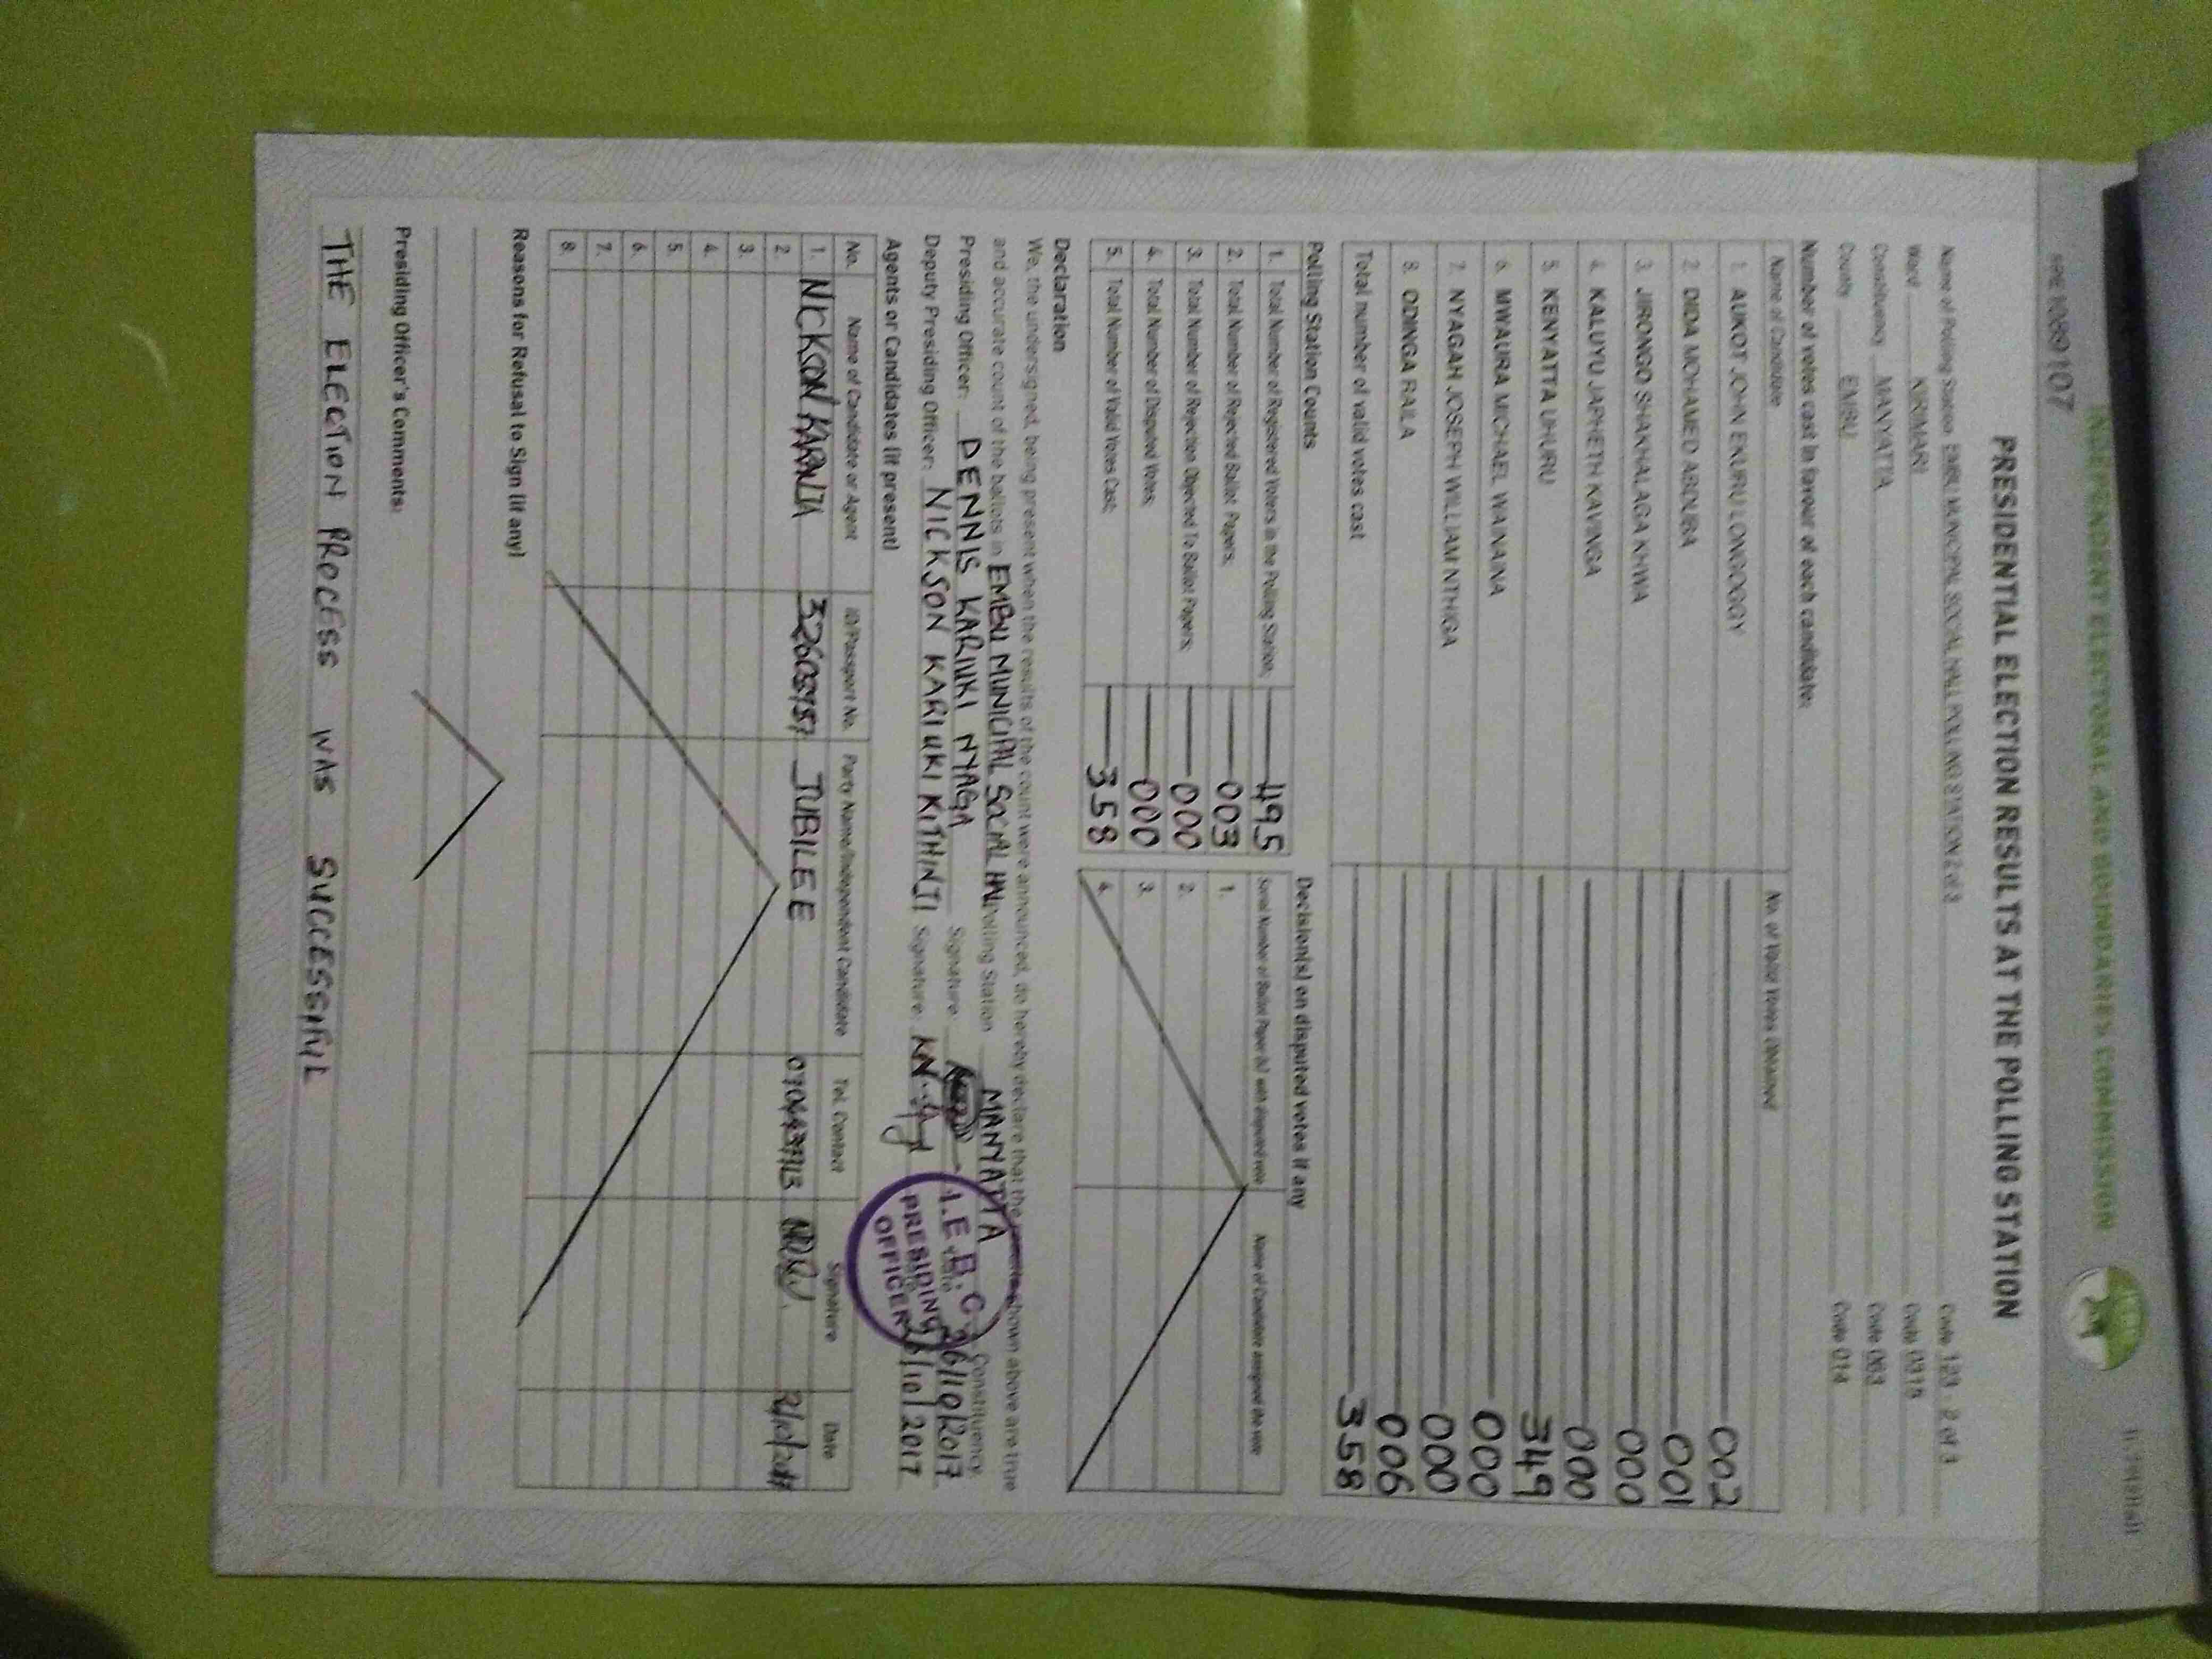 INDEPENDENT ELECTORAL AND BOUNDARIES COMMISSION
PRESIDENTIAL ELECTION RESULTS AT THE POLLING STATION
Name of Polling Station EMBU MUNICIPAL SOCIAL HALL POLLING STATION 2 of 3 Code 123 - 2 of 3
Ward KIRIMARI Code 0315
Constituency MANYATTA Code 063
County EMBU Code 014
Number of votes cast in favour of each candidate:
Name of Candidate No. of Valid Votes Obtained
1. AUKOT JOHN EKURU LONGOGGY 002
2. DIDA MOHAMED ABDUBA 001
3. JIRONGO SHAKHALAGA KHWA 000
4. KALUYU JAPHETH KAVINGA 000
5. KENYATTA UHURU 349
6. MWAURA MICHAEL WAINAINA 000
7. NYAGAH JOSEPH WILLIAM NTHIGA 000
8. ODINGA RAILA 006
Total number of valid votes cast 358
Polling Station Counts
1. Total Number of Registered Voters in the Polling Station; 495
2. Total Number of Rejected Ballot Papers; 003
3. Total Number of Rejection Objected To Ballot Papers; 000
4. Total Number of Disputed Votes; 000
5. Total Number of Valid Votes Cast; 358
Decision(s) on disputed votes if any
Serial Number of Ballot Paper (s) with disputed vote Name of Candidate assigned the vote
1.
2.
3.
4.
Declaration
We, the undersigned, being present when the results of the count were announced, do hereby declare that the results shown above are true
and accurate count of the ballots in EMBU MUNICIPAL SOCIAL HALL Polling Station MANYATTA Constituency.
Presiding Officer: DENNIS KARIUKI NYAGA Signature: 26/10/2017
Deputy Presiding Officer: NICKSON KARIUKI KITHINJI Signature: 26/10/2017
I.E.B.C.
PRESIDING
OFFICER
Agents or Candidates (if present)
No. Name of Candidate or Agent ID/Passport No. Party Name/Independent Candidate Tel. Contact Signature Date
1. NICKSON KARANJA JUBILEE
2.
3.
4.
5.
6.
7.
8.
Reasons for Refusal to Sign (if any)
Presiding Officer's Comments:
THE ELECTION PROCESS WAS SUCCESSFUL